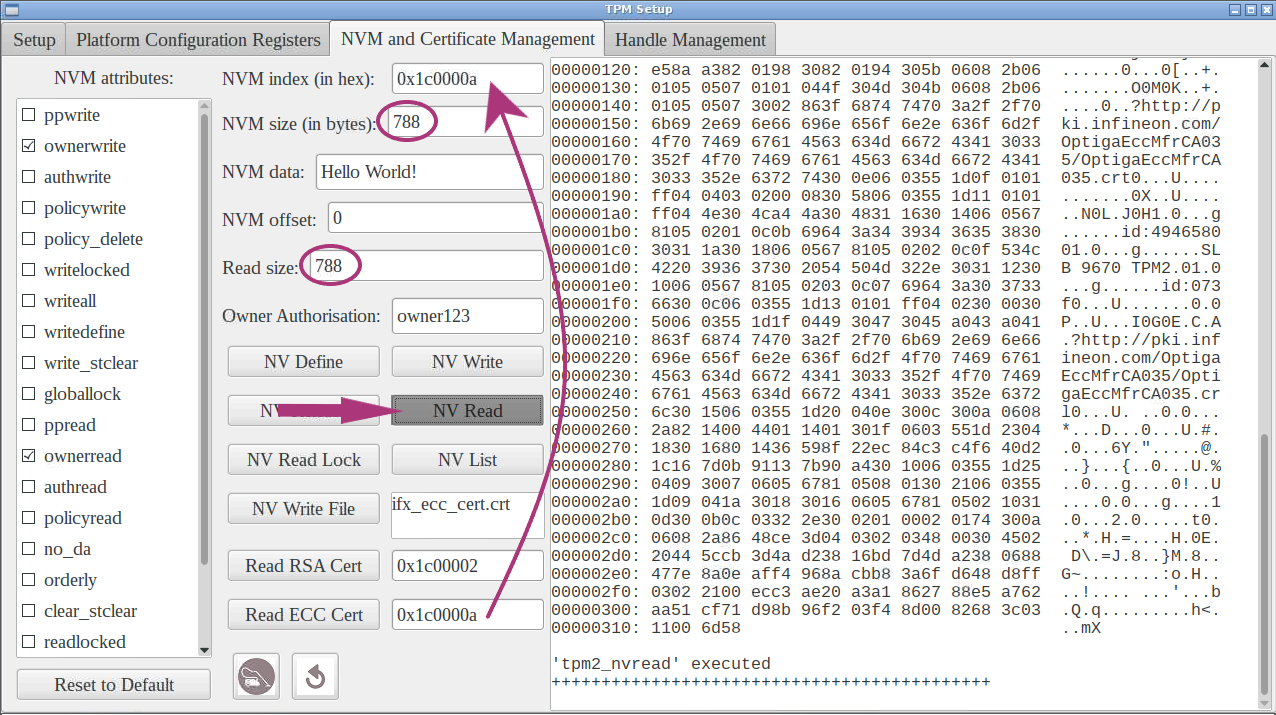 TPM Setup
Setup
Platform Configuration Registers
NVM and Certificate Management
Handle Management
NVM attributes:
ppwrite
ownerwrite
authwrite
policywrite
policy_delete
writelocked
writeall
writedefine
write_stclear
globallock
ppread
ownerread
authread
policyread
no_da
orderly
clear_stclear
readlocked
Reset to Default
NVM index (in hex): 0x1c0000a
NVM size (in bytes): 788
NVM data: Hello World!
NVM offset: 0
Read size: 788
Owner Authorisation: owner123
NV Define
NV Write
NV Read
NV Read Lock
NV List
NV Write File
ifx_ecc_cert.crt
Read RSA Cert
0x1c00002
Read ECC Cert
0x1c0000a
00000120: e58a a382 0198 3082 0194 305b 0608 2b06 ......0...0[..+.
00000130: 0105 0507 0101 044f 304d 304b 0608 2b06 .......O0M0K..+.
00000140: 0105 0507 3002 863f 6874 7470 3a2f 2f70 ....0..?http://p
00000150: 6b69 2e69 6e66 696e 656f 6e2e 636f 6d2f ki.infineon.com/
00000160: 4f70 7469 6761 4563 634d 6672 4341 3033 OptigaEccMfrCA03
00000170: 352f 4f70 7469 6761 4563 634d 6672 4341 5/OptigaEccMfrCA
00000180: 3033 352e 6372 7430 0e06 0355 1d0f 0101 035.crt0...U....
00000190: ff04 0403 0200 0830 5806 0355 1d11 0101 .......0X..U....
000001a0: ff04 4e30 4ca4 4a30 4831 1630 1406 0567 ..N0L.J0H1.0...g
000001b0: 8105 0201 0c0b 6964 3a34 3934 3635 3830 ......id:4946580
000001c0: 3031 1a30 1806 0567 8105 0202 0c0f 534c 01.0...g......SL
000001d0: 4220 3936 3730 2054 504d 322e 3031 1230 B 9670 TPM2.01.0
000001e0: 1006 0567 8105 0203 0c07 6964 3a30 3733 ...g......id:073
000001f0: 6630 0c06 0355 1d13 0101 ff04 0230 0030 f0...U.......0.0
00000200: 5006 0355 1d1f 0449 3047 3045 a043 a041 P..U...I0G0E.C.A
00000210: 863f 6874 7470 3a2f 2f70 6b69 2e69 6e66 .?http://pki.inf
00000220: 696e 656f 6e2e 636f 6d2f 4f70 7469 6761 ineon.com/Optiga
00000230: 4563 634d 6672 4341 3033 352f 4f70 7469 EccMfrCA035/Opti
00000240: 6761 4563 634d 6672 4341 3033 352e 6372 gaEccMfrCA035.cr
00000250: 6c30 1506 0355 1d20 040e 300c 300a 0608 l0...U. ..0.0...
00000260: 2a82 1400 4401 1401 301f 0603 551d 2304 *...D...0...U.#.
00000270: 1830 1680 1436 598f 22ec 84c3 c4f6 40d2 .0...6Y.".....@.
00000280: 1c16 7d0b 9113 7b90 a430 1006 0355 1d25 ..}...{..0...U.%
00000290: 0409 3007 0605 6781 0508 0130 2106 0355 ..0...g....0!..U
000002a0: 1d09 041a 3018 3016 0605 6781 0502 1031 ....0.0...g....1
000002b0: 0d30 0b0c 0332 2e30 0201 0002 0174 300a .0...2.0.....t0.
000002c0: 0608 2a86 48ce 3d04 0302 0348 0030 4502 ..*.H.=....H.0E.
000002d0: 2044 5ccb 3d4a d238 16bd 7d4d a238 0688 D\.=J.8..}M.8..
000002e0: 477e 8a0e aff4 968a cbb8 3a6f d648 d8ff G~........:o.H..
000002f0: 0302 2100 ecc3 ae20 a3a1 8627 88e5 a762 ..!.... ...'...b
00000300: aa51 cf71 d98b 96f2 03f4 8d00 8268 3c03 .Q.q.........h<.
00000310: 1100 6d58 ..mX
'tpm2_nvread' executed
++++++++++++++++++++++++++++++++++++++++++++